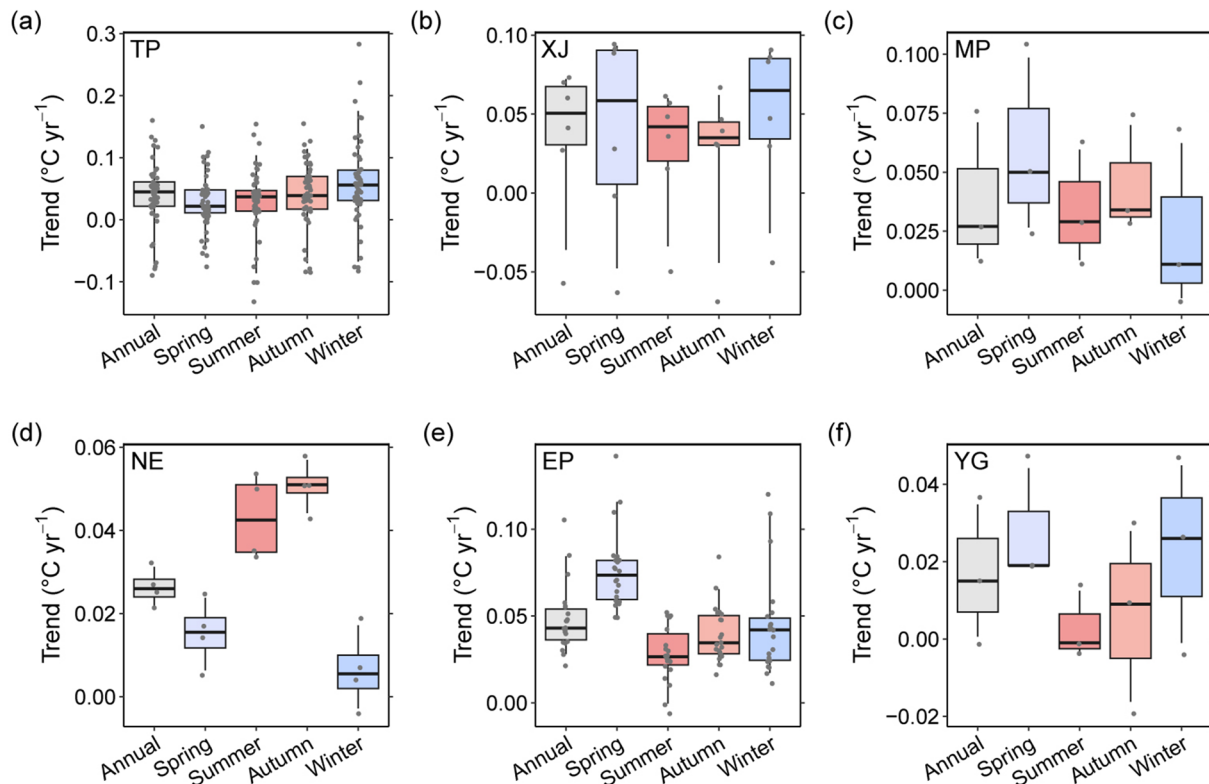 (a)
TP
Trend (°C yr⁻¹)
0.3
0.2
0.1
0.0
−0.1
Annual
Spring
Summer
Autumn
Winter
(b)
XJ
Trend (°C yr⁻¹)
0.10
0.05
0.00
−0.05
Annual
Spring
Summer
Autumn
Winter
(c)
MP
Trend (°C yr⁻¹)
0.100
0.075
0.050
0.025
0.000
Annual
Spring
Summer
Autumn
Winter
(d)
NE
Trend (°C yr⁻¹)
0.06
0.04
0.02
0.00
Annual
Spring
Summer
Autumn
Winter
(e)
EP
Trend (°C yr⁻¹)
0.10
0.05
0.00
Annual
Spring
Summer
Autumn
Winter
(f)
YG
Trend (°C yr⁻¹)
0.04
0.02
0.00
−0.02
Annual
Spring
Summer
Autumn
Winter